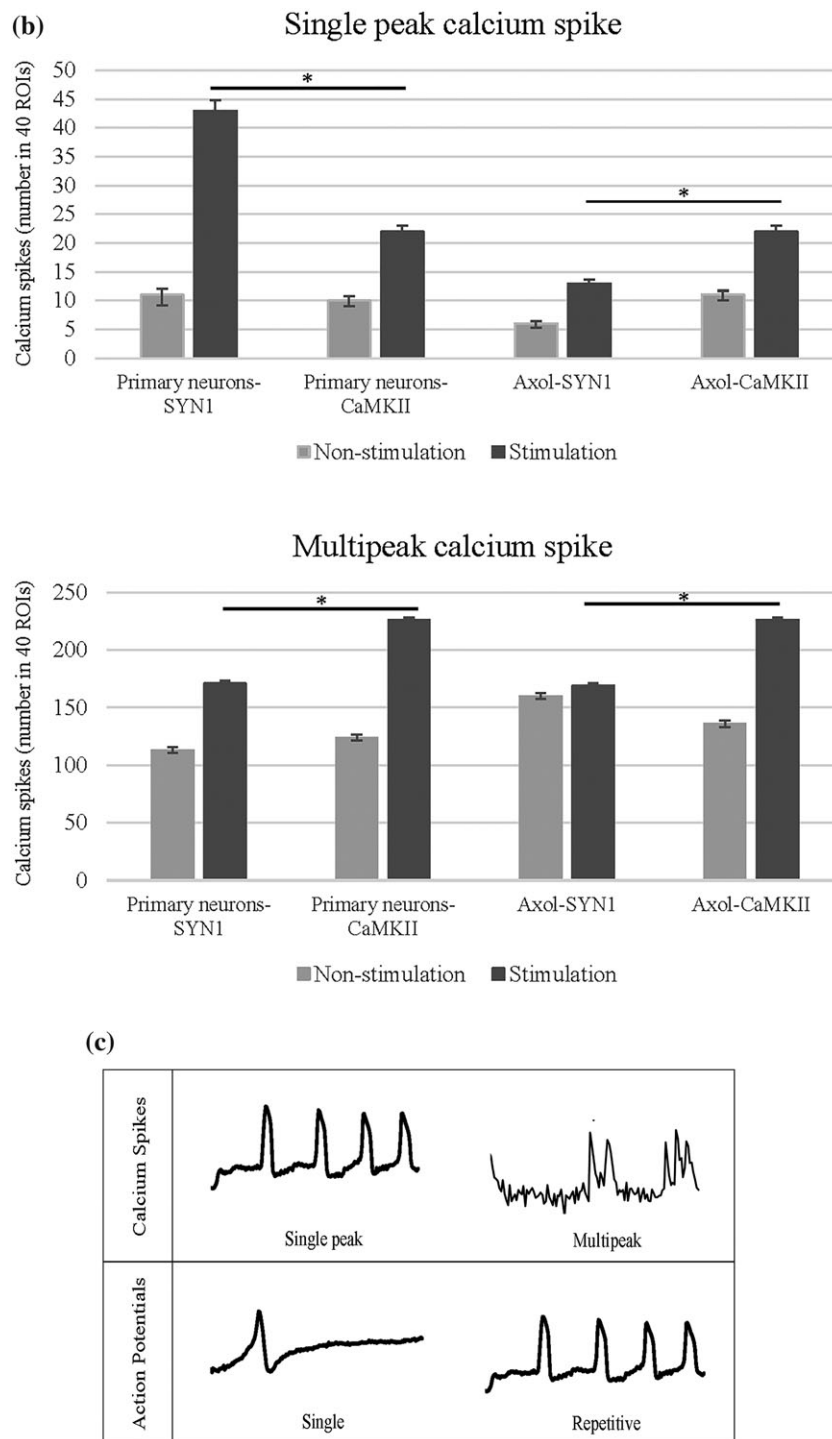 (b)
Single peak calcium spike
Calcium spikes (number in 40 ROIs)
50
45
40
35
30
25
20
15
10
5
0
*
*
Primary neurons-
SYN1
Primary neurons-
CaMKII
Axol-SYN1
Axol-CaMKII
Non-stimulation
Stimulation
Multipeak calcium spike
Calcium spikes (number in 40 ROIs)
250
200
150
100
50
0
*
*
Primary neurons-
SYN1
Primary neurons-
CaMKII
Axol-SYN1
Axol-CaMKII
Non-stimulation
Stimulation
(c)
Calcium Spikes
Single peak
Multipeak
Action Potentials
Single
Repetitive